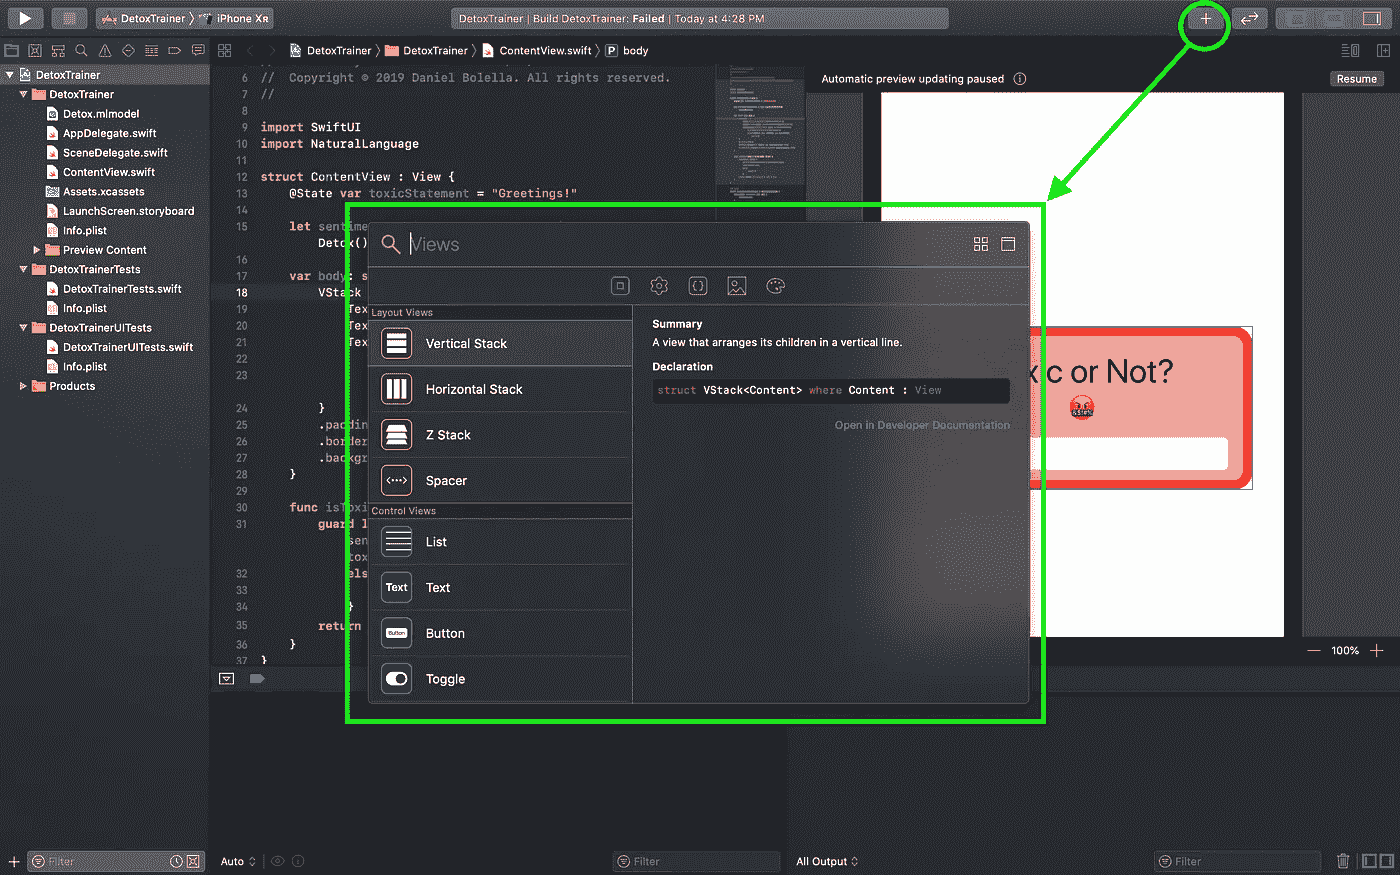 DetoxTrainer 〉 iPhone Xʀ
DetoxTrainer | Build DetoxTrainer: Failed | Today at 4:28 PM
DetoxTrainer 〉 DetoxTrainer 〉 ContentView.swift 〉 P body
DetoxTrainer
DetoxTrainer
Detox.mlmodel
AppDelegate.swift
SceneDelegate.swift
ContentView.swift
Assets.xcassets
LaunchScreen.storyboard
Info.plist
Preview Content
DetoxTrainerTests
DetoxTrainerTests.swift
Info.plist
DetoxTrainerUITests
DetoxTrainerUITests.swift
Info.plist
Products
Filter
6 // Copyright © 2019 Daniel Bolella. All rights reserved.
7 //
8
9 import SwiftUI
10 import NaturalLanguage
11
12 struct ContentView : View {
13 @State var toxicStatement = "Greetings!"
14
15 let sentime
Detox()
16
17 var body: s
18 VStack
19 Tex
20 Tex
21 Tex
22
23
24 }
25 .paddin
26 .border
27 .backgr
28 }
29
30 func isToxi
31 guard l
sen
tox
32 els
33
34 }
35 return
36 }
37 }
Views
Layout Views
Vertical Stack
Horizontal Stack
Z Stack
Spacer
Control Views
List
Text Text
Button Button
Toggle
Summary
A view that arranges its children in a vertical line.
Declaration
struct VStack<Content> where Content : View
Open in Developer Documentation
Automatic preview updating paused
Resume
xic or Not?
100%
Auto
Filter
All Output
Filter